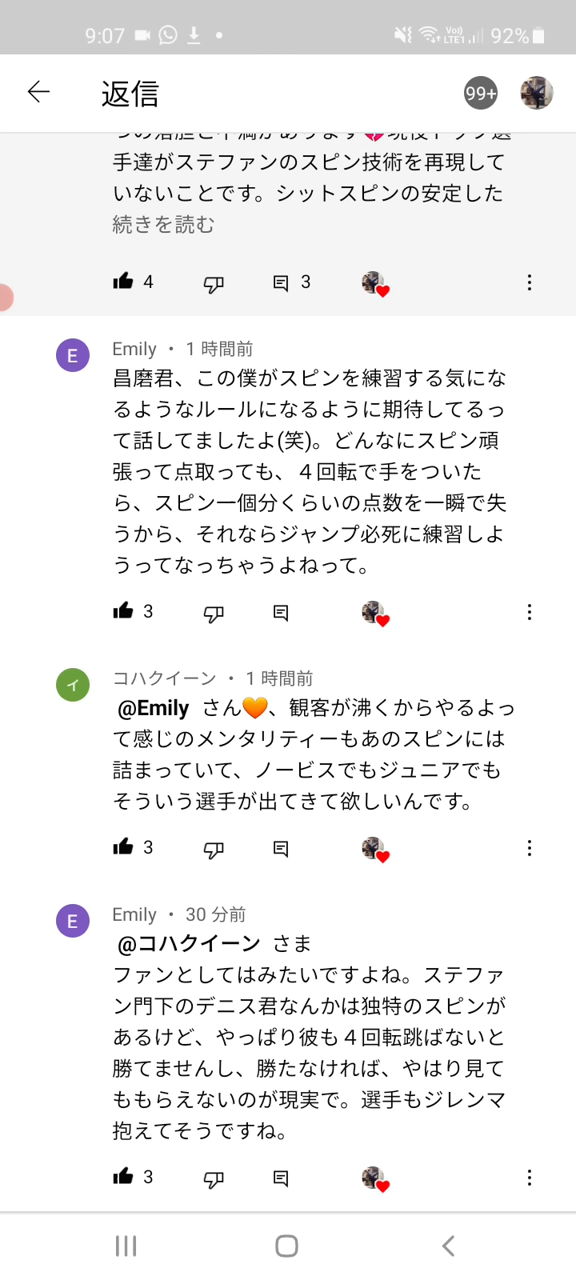 9:07
Vo)) LTE1 92%
返信
99+
手達がステファンのスピン技術を再現して
いないことです。シットスピンの安定した
続きを読む
4
3
E
Emily ・ 1 時間前
昌磨君、この僕がスピンを練習する気にな
るようなルールになるように期待してるっ
て話してましたよ(笑)。どんなにスピン頑
張って点取っても、４回転で手をついた
ら、スピン一個分くらいの点数を一瞬で失
うから、それならジャンプ必死に練習しよ
うってなっちゃうよねって。
3
イ
コハクイーン ・ 1 時間前
@Emily さん🧡、観客が沸くからやるよっ
て感じのメンタリティーもあのスピンには
詰まっていて、ノービスでもジュニアでも
そういう選手が出てきて欲しいんです。
3
E
Emily ・ 30 分前
@コハクイーン さま
ファンとしてはみたいですよね。ステファ
ン門下のデニス君なんかは独特のスピンが
あるけど、やっぱり彼も４回転跳ばないと
勝てませんし、勝たなければ、やはり見て
ももらえないのが現実で。選手もジレンマ
抱えてそうですね。
3